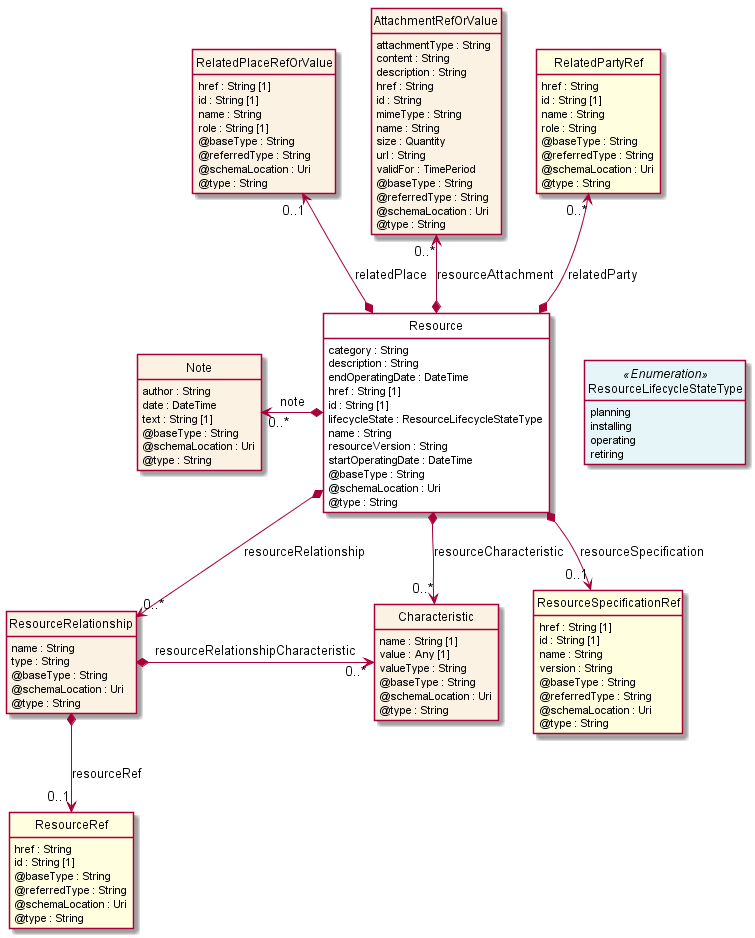 RelatedPlaceRefOrValue
href : String [1]
id : String [1]
name : String
role : String [1]
@baseType : String
@referredType : String
@schemaLocation : Uri
@type : String
AttachmentRefOrValue
attachmentType : String
content : String
description : String
href : String
id : String
mimeType : String
name : String
size : Quantity
url : String
validFor : TimePeriod
@baseType : String
@referredType : String
@schemaLocation : Uri
@type : String
RelatedPartyRef
href : String
id : String [1]
name : String
role : String
@baseType : String
@referredType : String
@schemaLocation : Uri
@type : String
0..1
0..*
0..*
relatedPlace
resourceAttachment
relatedParty
Resource
category : String
description : String
endOperatingDate : DateTime
href : String [1]
id : String [1]
lifecycleState : ResourceLifecycleStateType
name : String
resourceVersion : String
startOperatingDate : DateTime
@baseType : String
@schemaLocation : Uri
@type : String
Note
author : String
date : DateTime
text : String [1]
@baseType : String
@schemaLocation : Uri
@type : String
note
0..*
«Enumeration»
ResourceLifecycleStateType
planning
installing
operating
retiring
resourceRelationship
0..*
resourceCharacteristic
0..*
resourceSpecification
0..1
ResourceRelationship
name : String
type : String
@baseType : String
@schemaLocation : Uri
@type : String
resourceRelationshipCharacteristic
0..*
Characteristic
name : String [1]
value : Any [1]
valueType : String
@baseType : String
@schemaLocation : Uri
@type : String
ResourceSpecificationRef
href : String [1]
id : String [1]
name : String
version : String
@baseType : String
@referredType : String
@schemaLocation : Uri
@type : String
resourceRef
0..1
ResourceRef
href : String
id : String [1]
@baseType : String
@referredType : String
@schemaLocation : Uri
@type : String